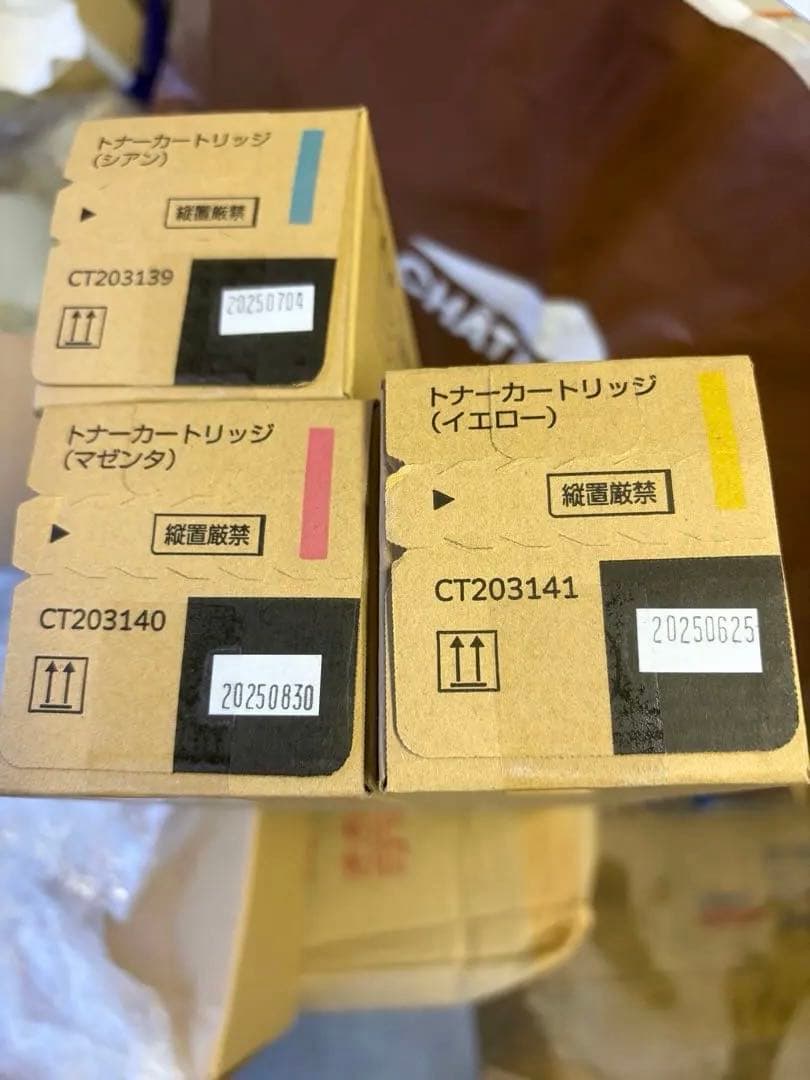 トナーカートリッジ
(シアン)
▶
縦置厳禁
CT203139
20250704
CHAT
トナーカートリッジ
(マゼンタ)
▶
縦置厳禁
CT203140
20250830
トナーカートリッジ
(イエロー)
▶
縦置厳禁
CT203141
20250625